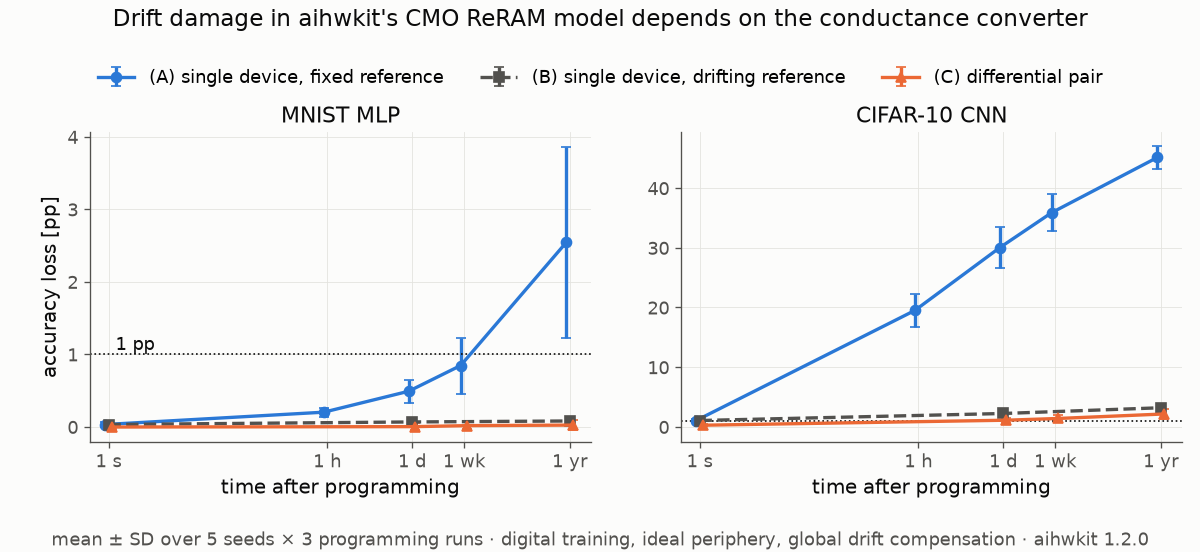 Drift damage in aihwkit's CMO ReRAM model depends on the conductance converter
(A) single device, fixed reference
(B) single device, drifting reference
(C) differential pair
MNIST MLP
accuracy loss [pp]
4
3
2
1
0
1 pp
1 s
1 h
1 d
1 wk
1 yr
time after programming
CIFAR-10 CNN
40
30
20
10
0
1 s
1 h
1 d
1 wk
1 yr
time after programming
mean ± SD over 5 seeds × 3 programming runs · digital training, ideal periphery, global drift compensation · aihwkit 1.2.0